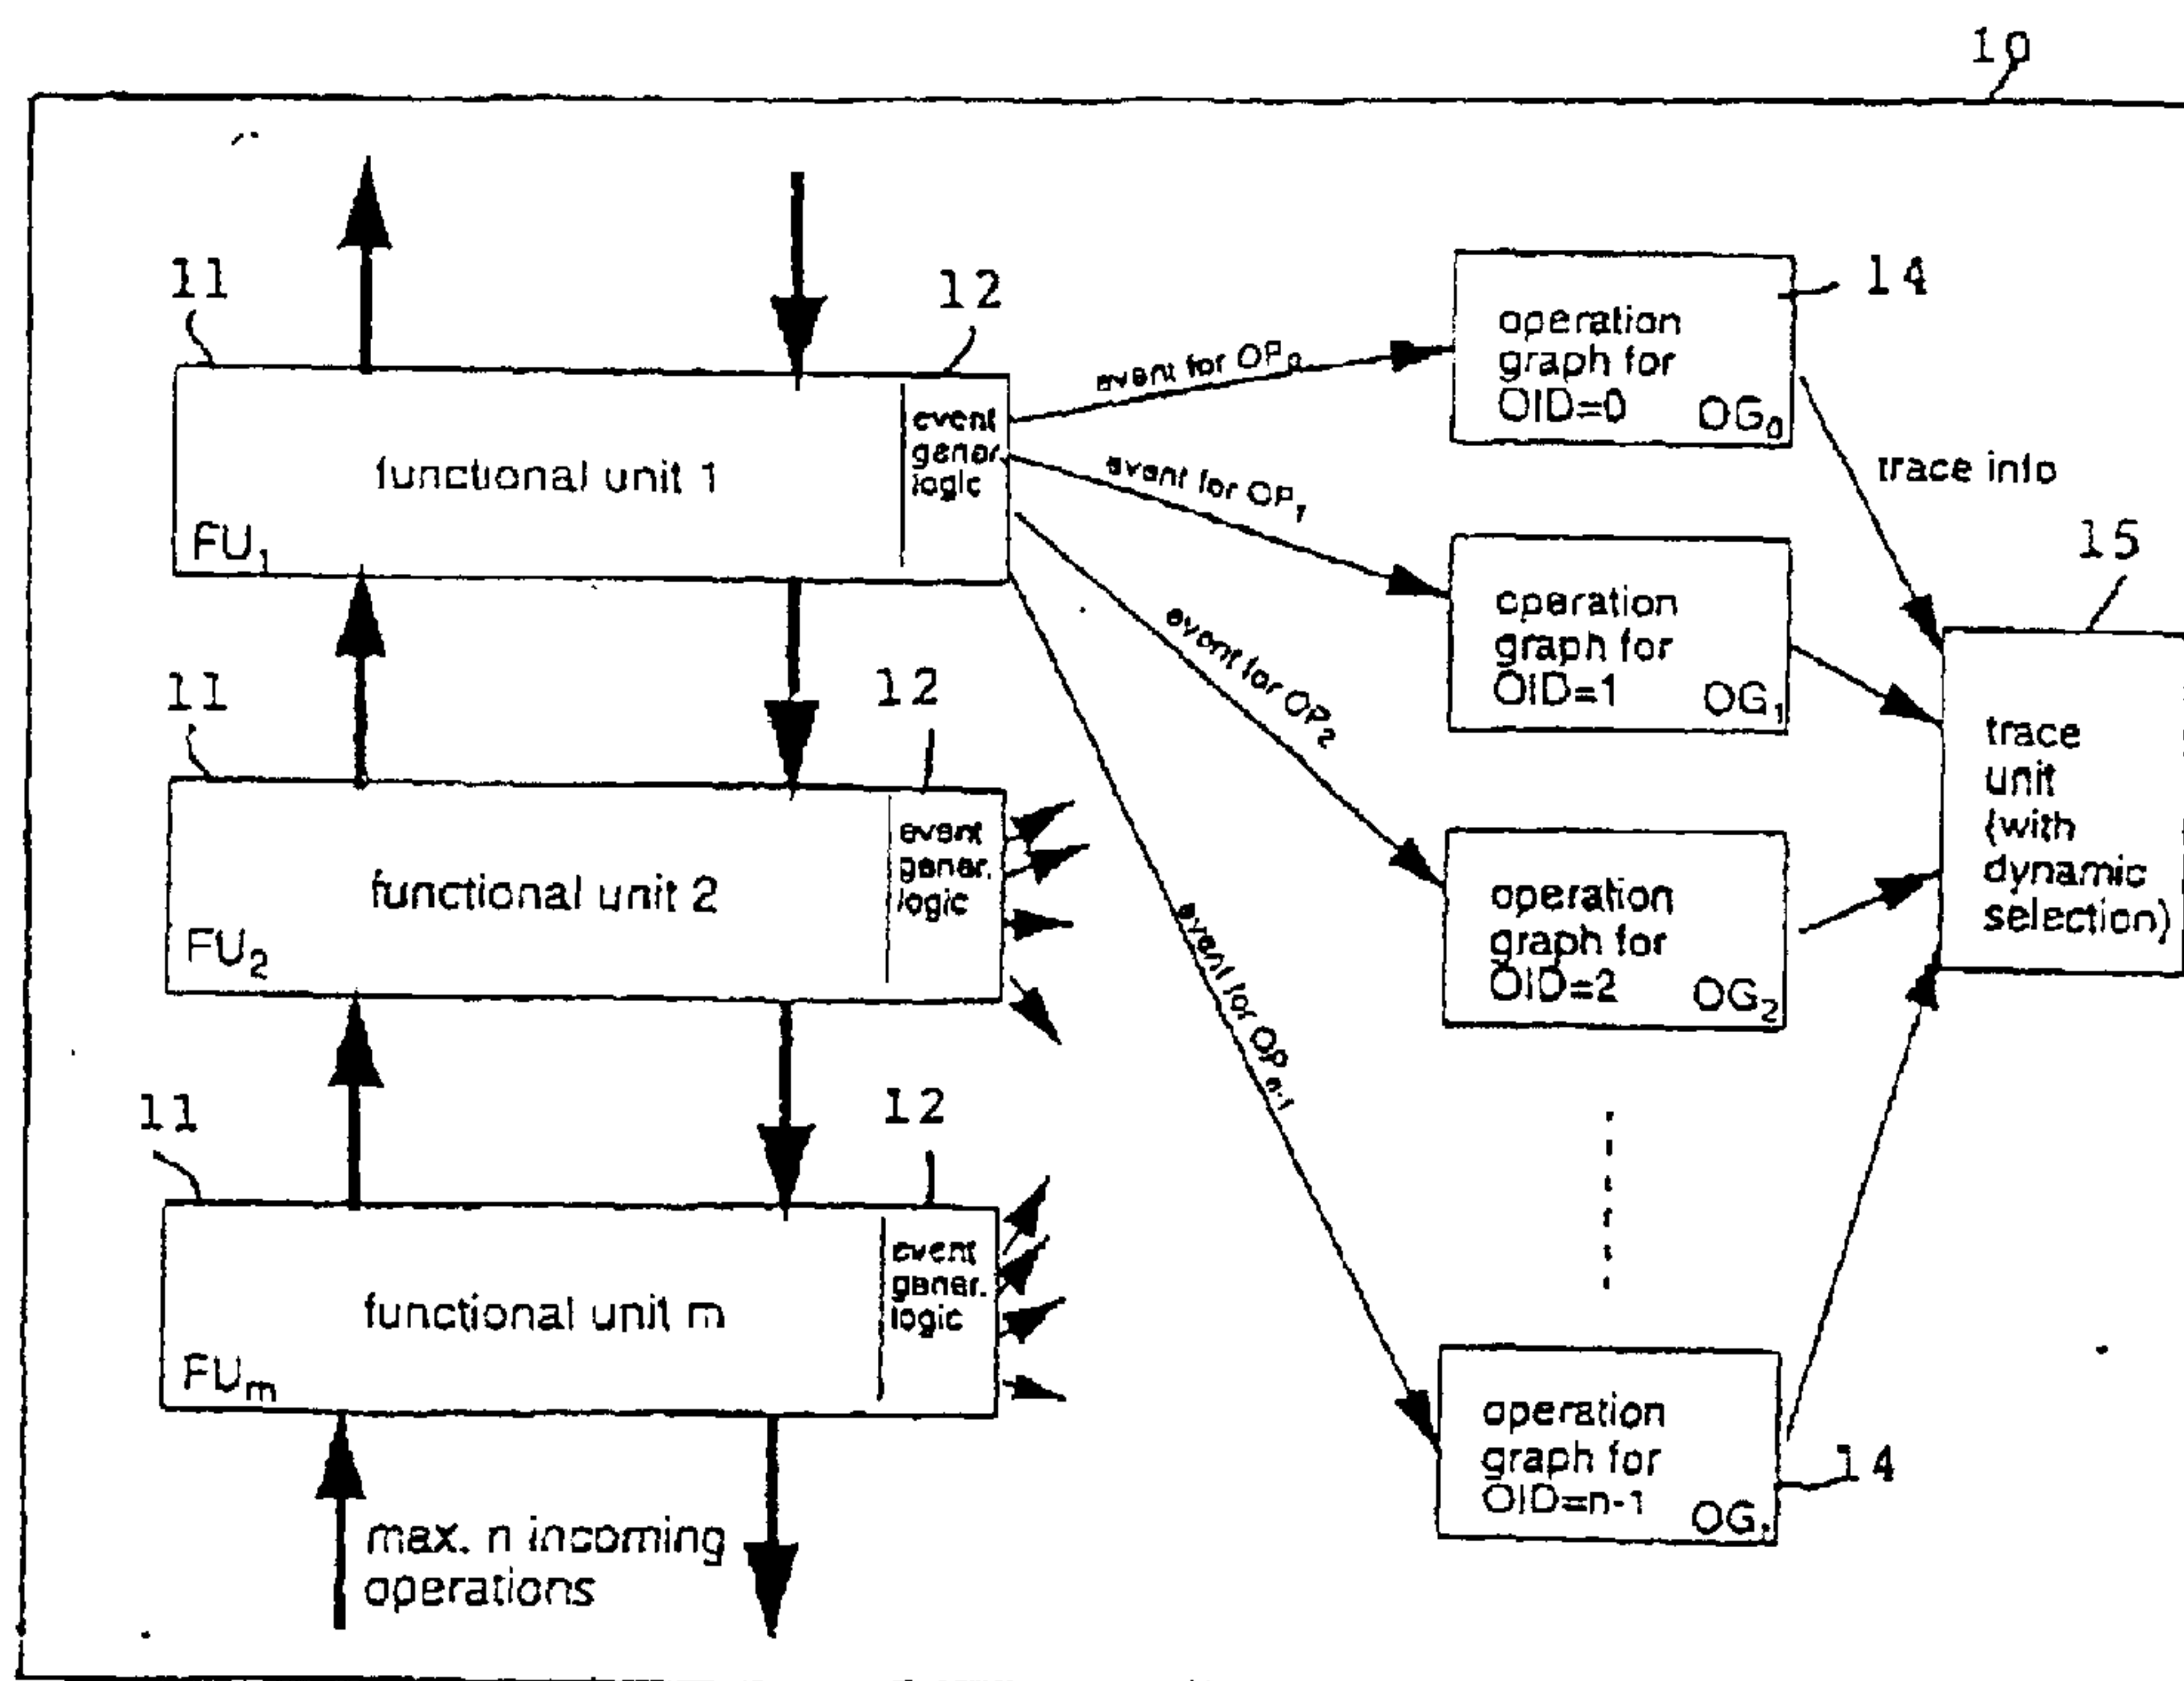 10
11
12
functional unit 1
event
gener.
logic
FU1
event for OP0
event for OP1
event for OP2
event for OPn-1
operation
graph for
OID=0
OG0
14
trace info
operation
graph for
OID=1
OG1
15
trace
unit
(with
dynamic
selection)
11
12
functional unit 2
event
gener.
logic
FU2
operation
graph for
OID=2
OG2
11
12
functional unit m
event
gener.
logic
FUm
operation
graph for
OID=n-1
OG
14
max. n incoming
operations